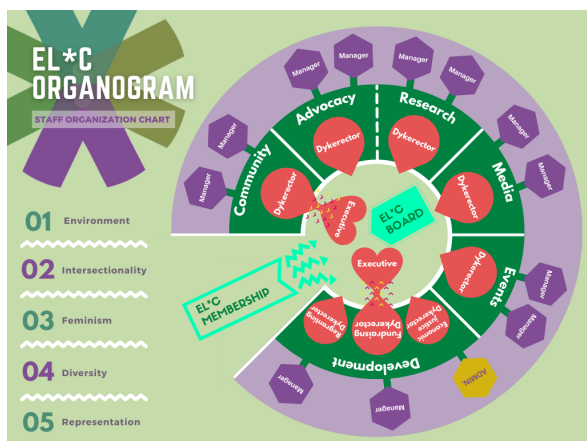 EL*C
ORGANOGRAM
STAFF ORGANIZATION CHART
01 Environment
02 Intersectionality
03 Feminism
04 Diversity
05 Representation
Community
Manager
Manager
Dykerector
Advocacy
Manager
Manager
Dykerector
Research
Manager
Manager
Dykerector
Media
Manager
Manager
Dykerector
Events
Manager
Manager
Dykerector
Executive
EL*C
BOARD
Executive
EL*C
MEMBERSHIP
Regranting
Dykerector
Fundraising
Dykerector
Economic
justice
Dykerector
Development
Manager
Manager
ADMIN.